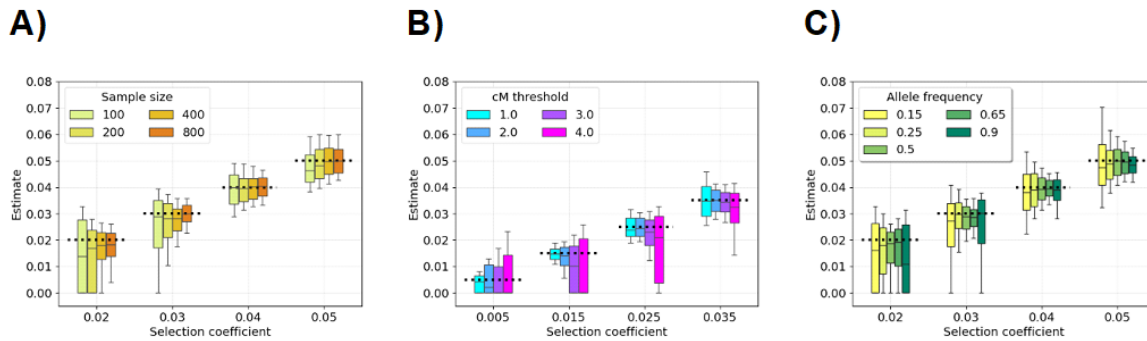 A)
B)
C)
0.08
0.07
0.06
0.05
0.04
0.03
0.02
0.01
0.00
Estimate
Sample size
100 400
200 800
0.02 0.03 0.04 0.05
Selection coefficient
0.08
0.07
0.06
0.05
0.04
0.03
0.02
0.01
0.00
Estimate
cM threshold
1.0 3.0
2.0 4.0
0.005 0.015 0.025 0.035
Selection coefficient
0.08
0.07
0.06
0.05
0.04
0.03
0.02
0.01
0.00
Estimate
Allele frequency
0.15 0.65
0.25 0.9
0.5
0.02 0.03 0.04 0.05
Selection coefficient